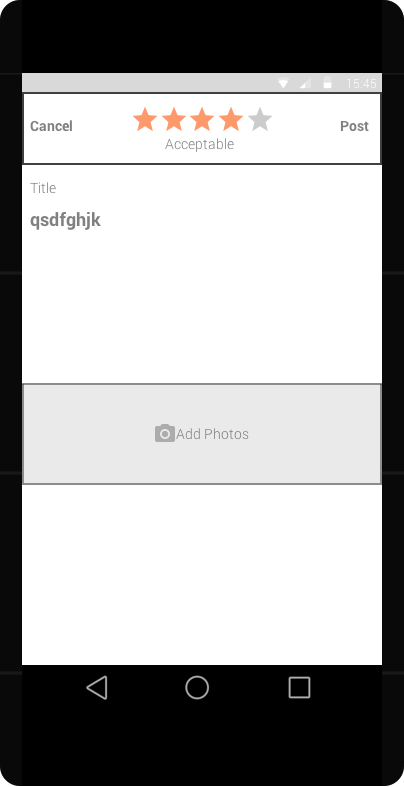 15:45
Cancel
Post
Acceptable
Title
qsdfghjk
Add Photos